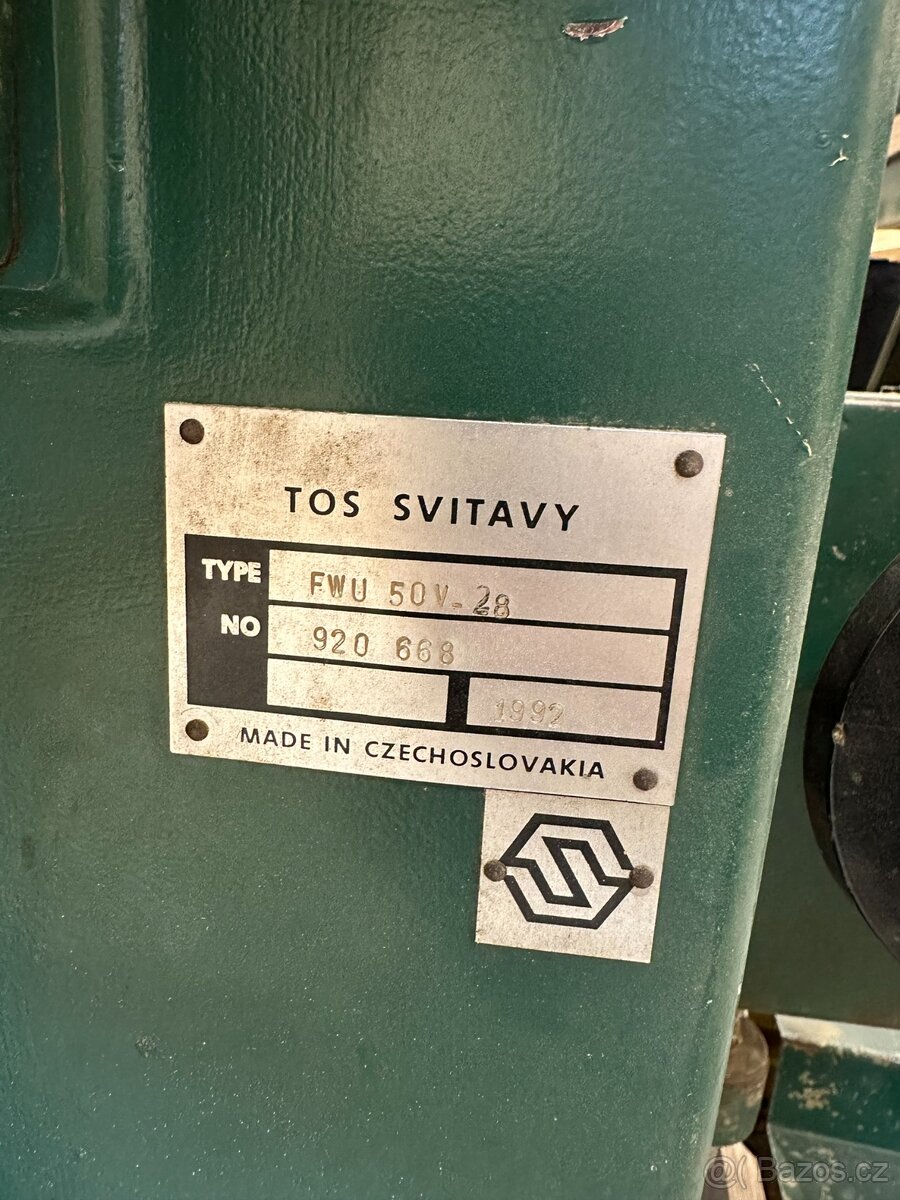 TOS SVITAVY
TYPE FWU 50V-28
NO 920 668
1992
MADE IN CZECHOSLOVAKIA
@( Bazos.cz